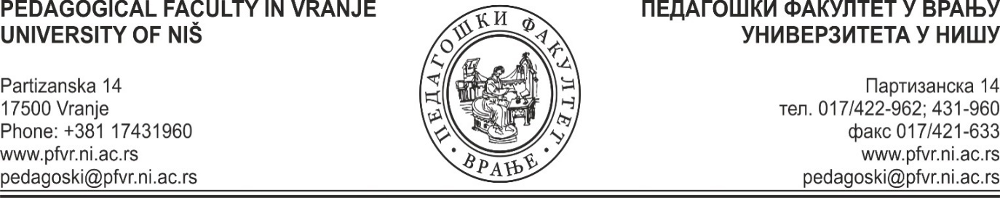 PEDAGOGICAL FACULTY IN VRANJE
UNIVERSITY OF NIŠ
Partizanska 14
17500 Vranje
Phone: +381 17431960
www.pfvr.ni.ac.rs
pedagoski@pfvr.ni.ac.rs
ПЕДАГОШКИ ФАКУЛТЕТ
• ВРАЊЕ •
ПЕДАГОШКИ ФАКУЛТЕТ У ВРАЊУ
УНИВЕРЗИТЕТА У НИШУ
Партизанска 14
тел. 017/422-962; 431-960
факс 017/421-633
www.pfvr.ni.ac.rs
pedagoski@pfvr.ni.ac.rs